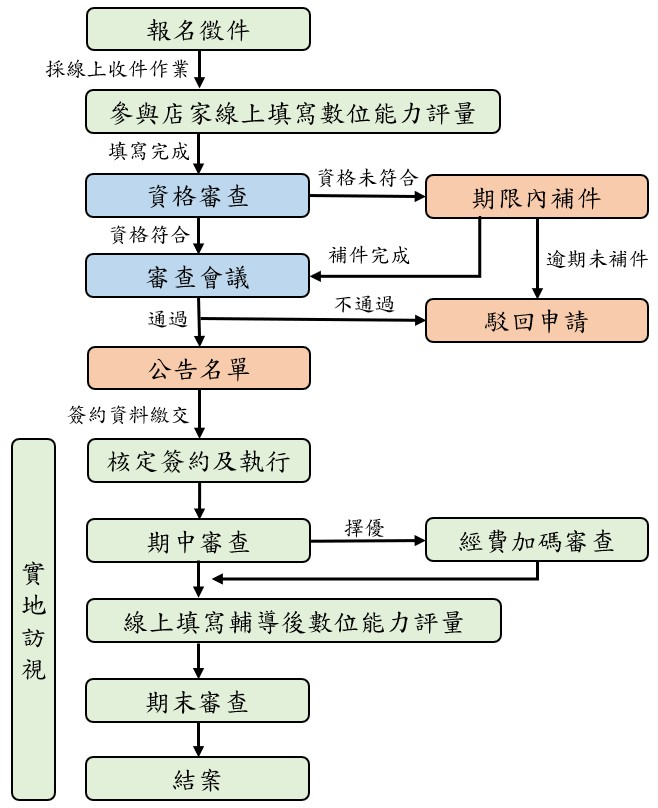 報名徵件
採線上收件作業
參與店家線上填寫數位能力評量
填寫完成
資格審查
資格未符合
期限內補件
資格符合
補件完成
逾期未補件
審查會議
通過
不通過
駁回申請
公告名單
簽約資料繳交
核定簽約及執行
期中審查
擇優
經費加碼審查
實地訪視
線上填寫輔導後數位能力評量
期末審查
結案